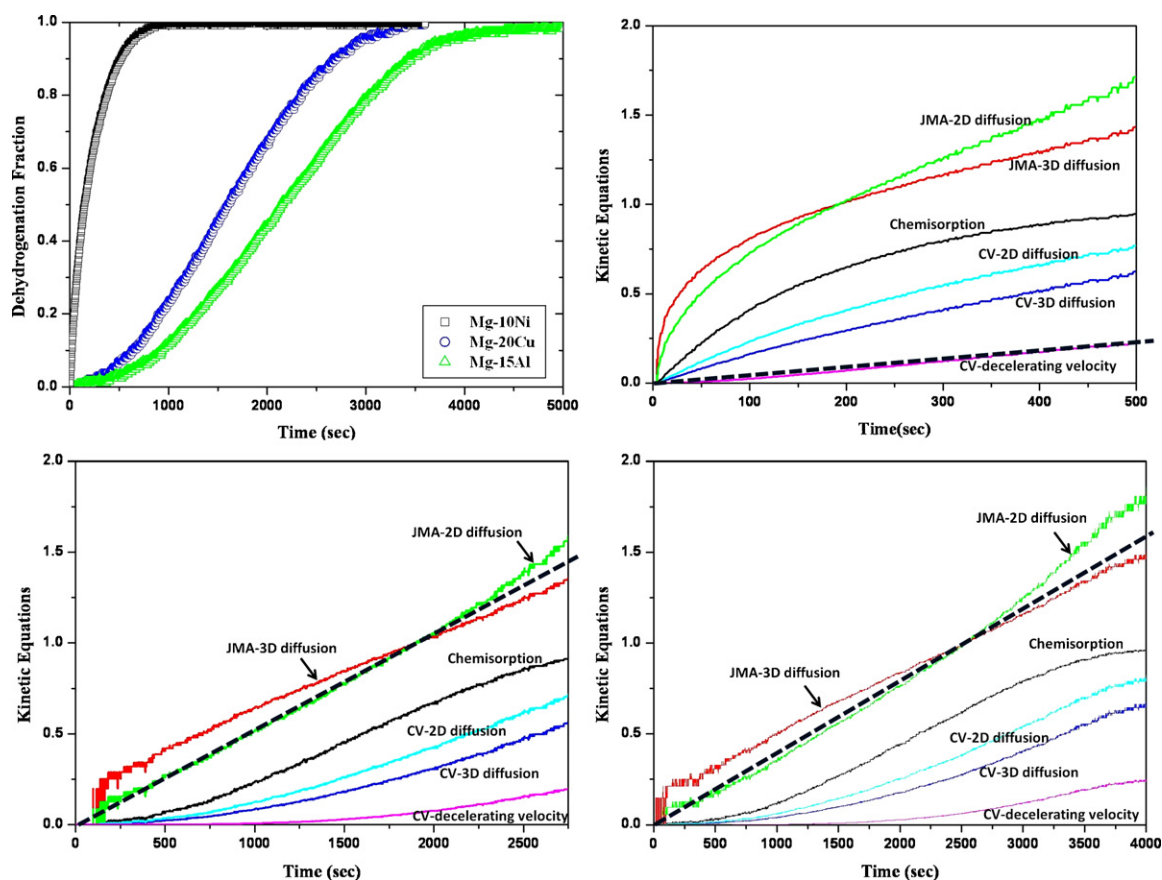 1.0
0.8
0.6
0.4
0.2
0.0
Dehydrogenation Fraction
Mg-10Ni
Mg-20Cu
Mg-15Al
0 1000 2000 3000 4000 5000
Time (sec)
2.0
1.5
1.0
0.5
0.0
Kinetic Equations
JMA-2D diffusion
JMA-3D diffusion
Chemisorption
CV-2D diffusion
CV-3D diffusion
CV-decelerating velocity
0 100 200 300 400 500
Time(sec)
2.0
1.5
1.0
0.5
0.0
Kinetic Equations
JMA-2D diffusion
JMA-3D diffusion
Chemisorption
CV-2D diffusion
CV-3D diffusion
CV-decelerating velocity
0 500 1000 1500 2000 2500
Time (sec)
2.0
1.5
1.0
0.5
0.0
Kinetic Equations
JMA-2D diffusion
JMA-3D diffusion
Chemisorption
CV-2D diffusion
CV-3D diffusion
CV-decelerating velocity
0 500 1000 1500 2000 2500 3000 3500 4000
Time (sec)